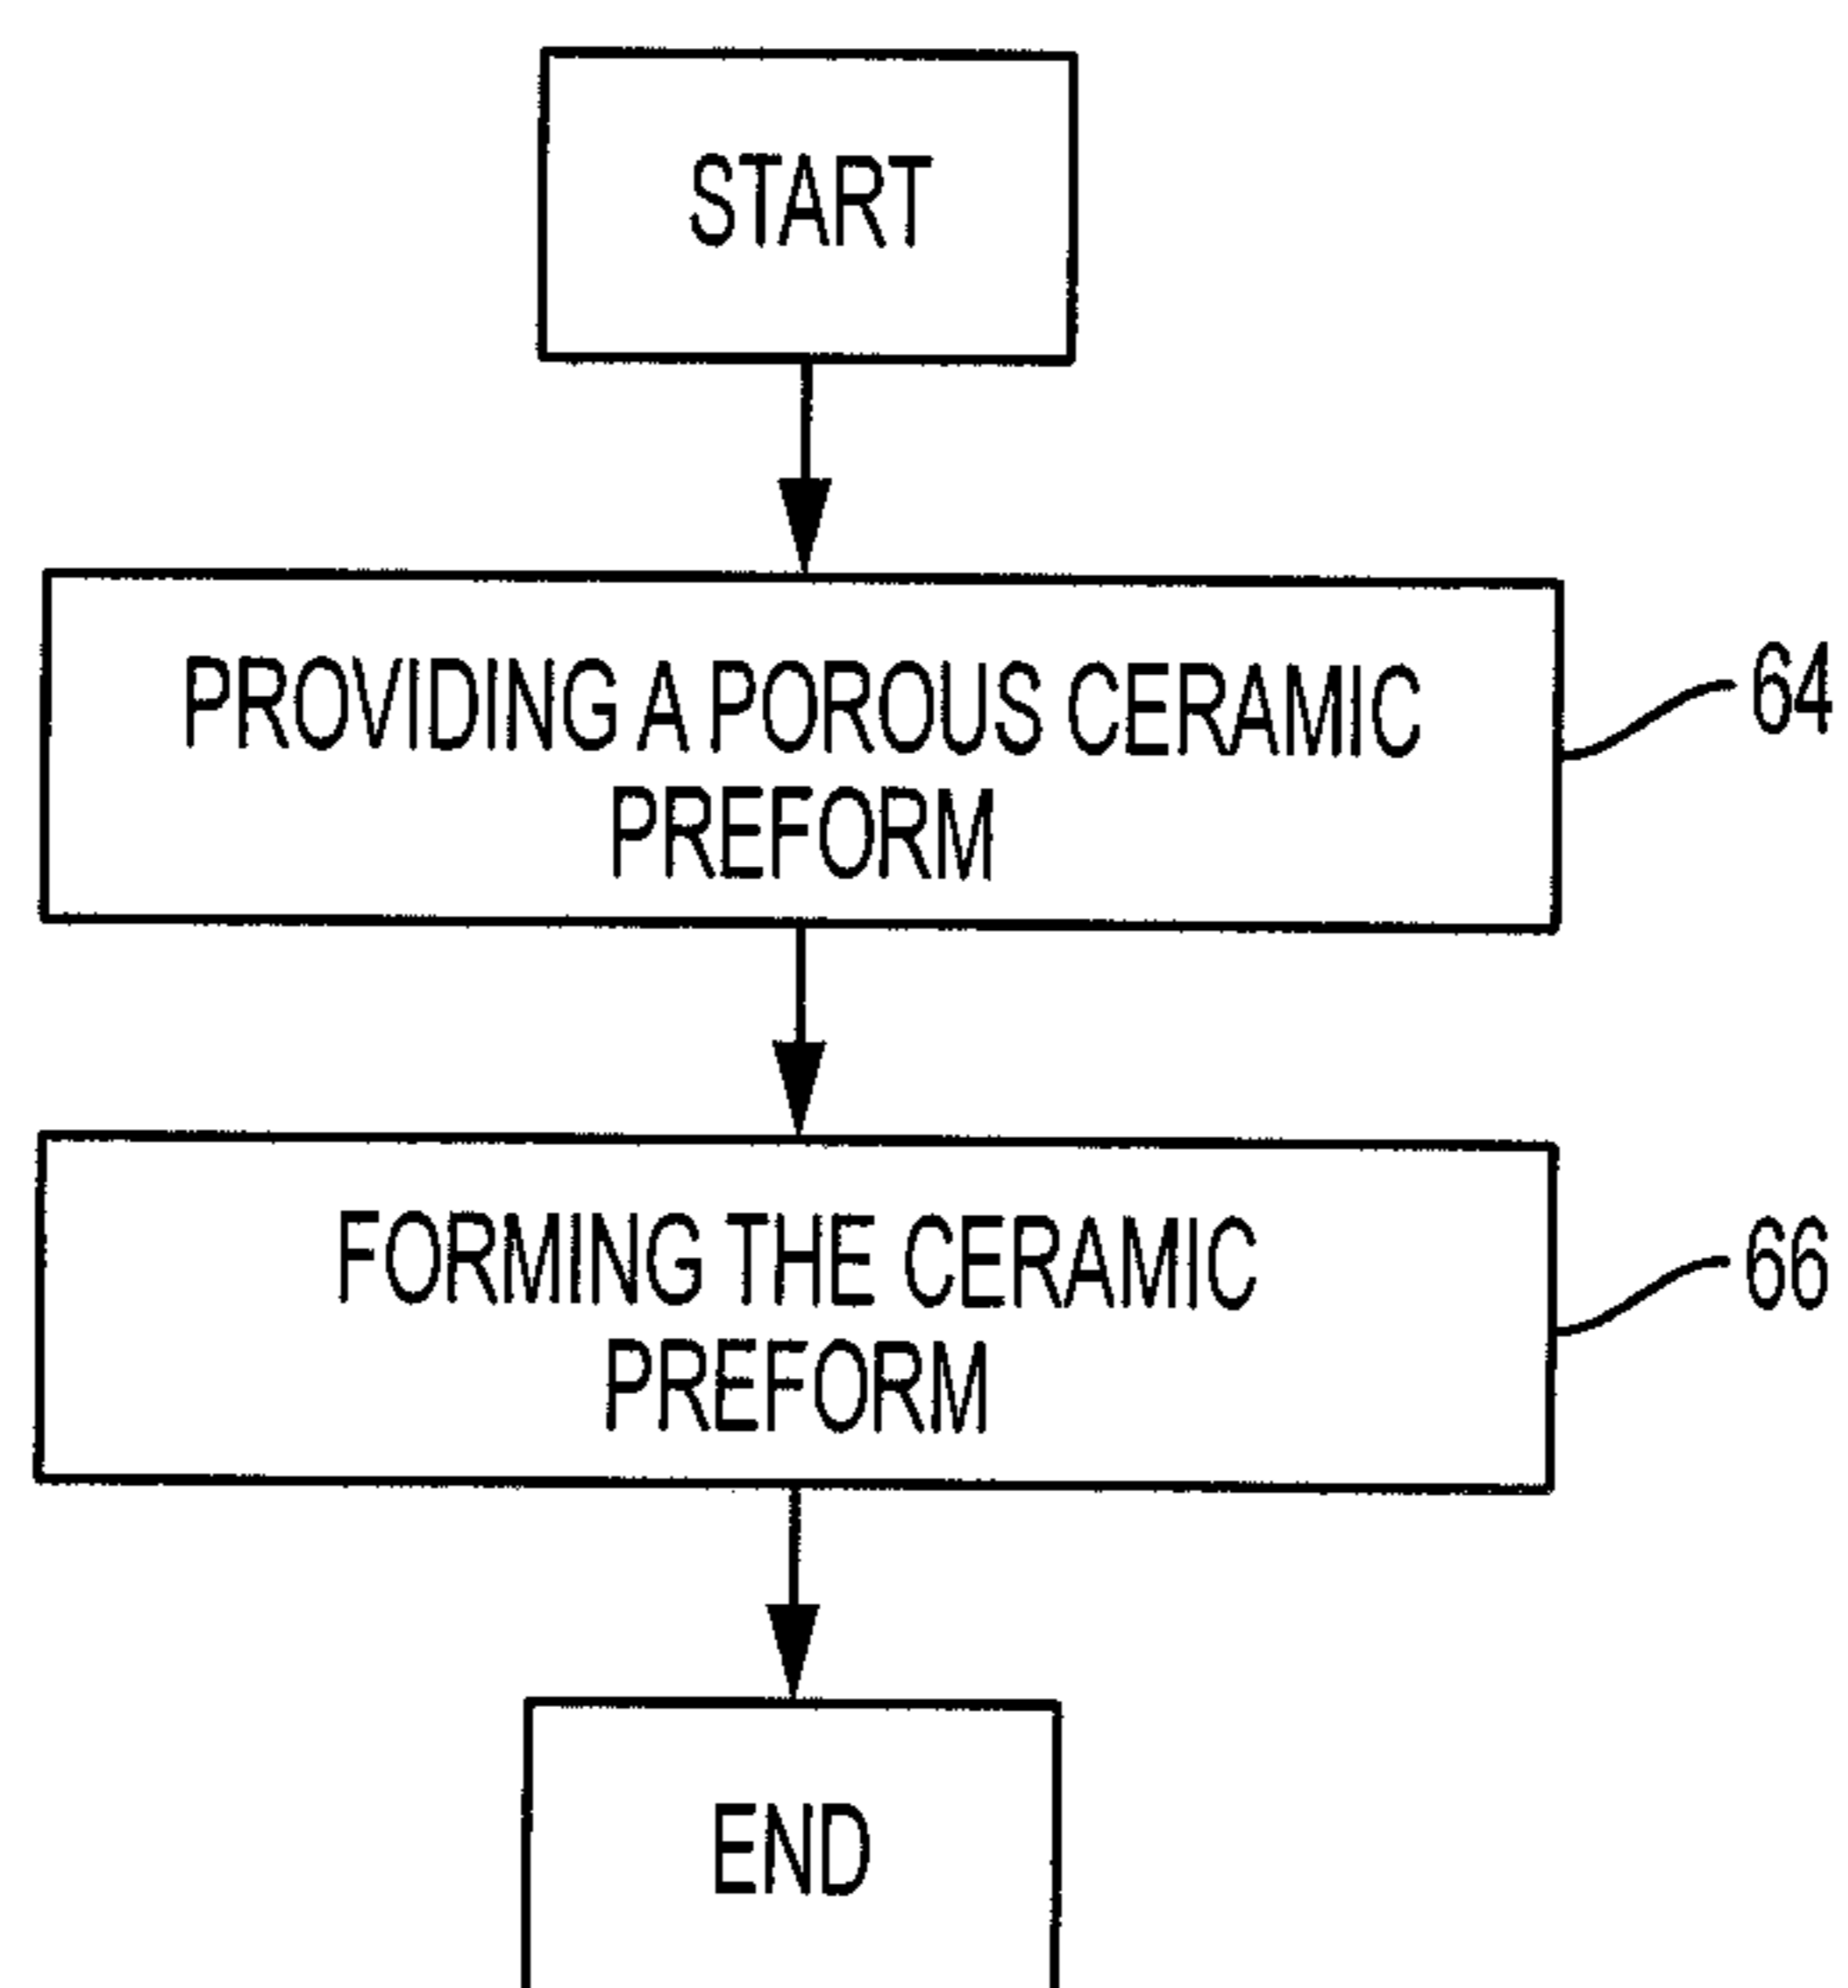 START
PROVIDING A POROUS CERAMIC
PREFORM
64
FORMING THE CERAMIC
PREFORM
66
END